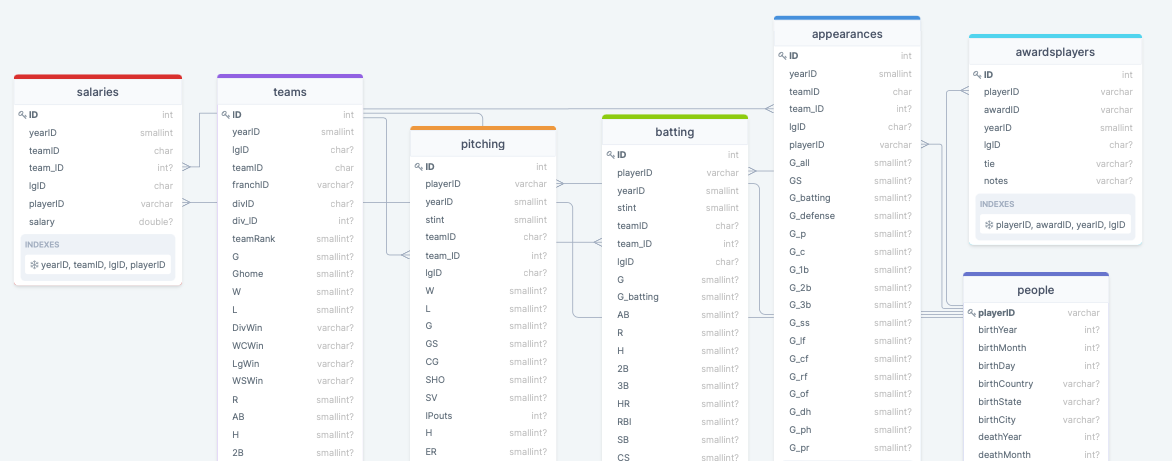 salaries
ID int
yearID smallint
teamID char
team_ID int?
lgID char
playerID varchar
salary double?
INDEXES
yearID, teamID, lgID, playerID
teams
ID int
yearID smallint
lgID char?
teamID char
franchID varchar?
divID char?
div_ID int?
teamRank smallint?
G smallint?
Ghome smallint?
W smallint?
L smallint?
DivWin varchar?
WCWin varchar?
LgWin varchar?
WSWin varchar?
R smallint?
AB smallint?
H smallint?
2B smallint?
pitching
ID int
playerID varchar
yearID smallint
stint smallint
teamID char?
team_ID int?
lgID char?
W smallint?
L smallint?
G smallint?
GS smallint?
CG smallint?
SHO smallint?
SV smallint?
IPouts int?
H smallint?
ER smallint?
batting
ID int
playerID varchar
yearID smallint
stint smallint
teamID char?
team_ID int?
lgID char?
G smallint?
G_batting smallint?
AB smallint?
R smallint?
H smallint?
2B smallint?
3B smallint?
HR smallint?
RBI smallint?
SB smallint?
CS smallint?
appearances
ID int
yearID smallint
teamID char
team_ID int?
lgID char?
playerID varchar
G_all smallint?
GS smallint?
G_batting smallint?
G_defense smallint?
G_p smallint?
G_c smallint?
G_1b smallint?
G_2b smallint?
G_3b smallint?
G_ss smallint?
G_lf smallint?
G_cf smallint?
G_rf smallint?
G_of smallint?
G_dh smallint?
G_ph smallint?
G_pr smallint?
awardsplayers
ID int
playerID varchar
awardID varchar
yearID smallint
lgID char?
tie varchar?
notes varchar?
INDEXES
playerID, awardID, yearID, lgID
people
playerID varchar
birthYear int?
birthMonth int?
birthDay int?
birthCountry varchar?
birthState varchar?
birthCity varchar?
deathYear int?
deathMonth int?